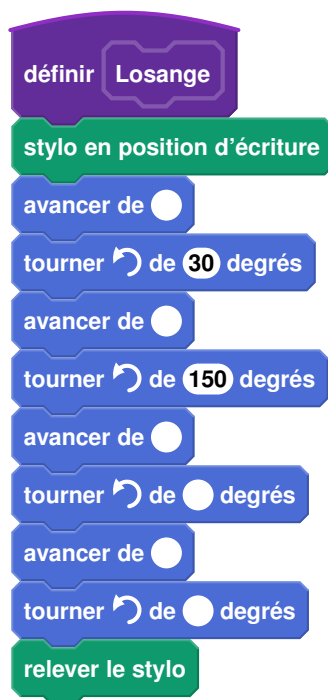 définir Losange
stylo en position d'écriture
avancer de
tourner de 30 degrés
avancer de
tourner de 150 degrés
avancer de
tourner de degrés
avancer de
tourner de degrés
relever le stylo